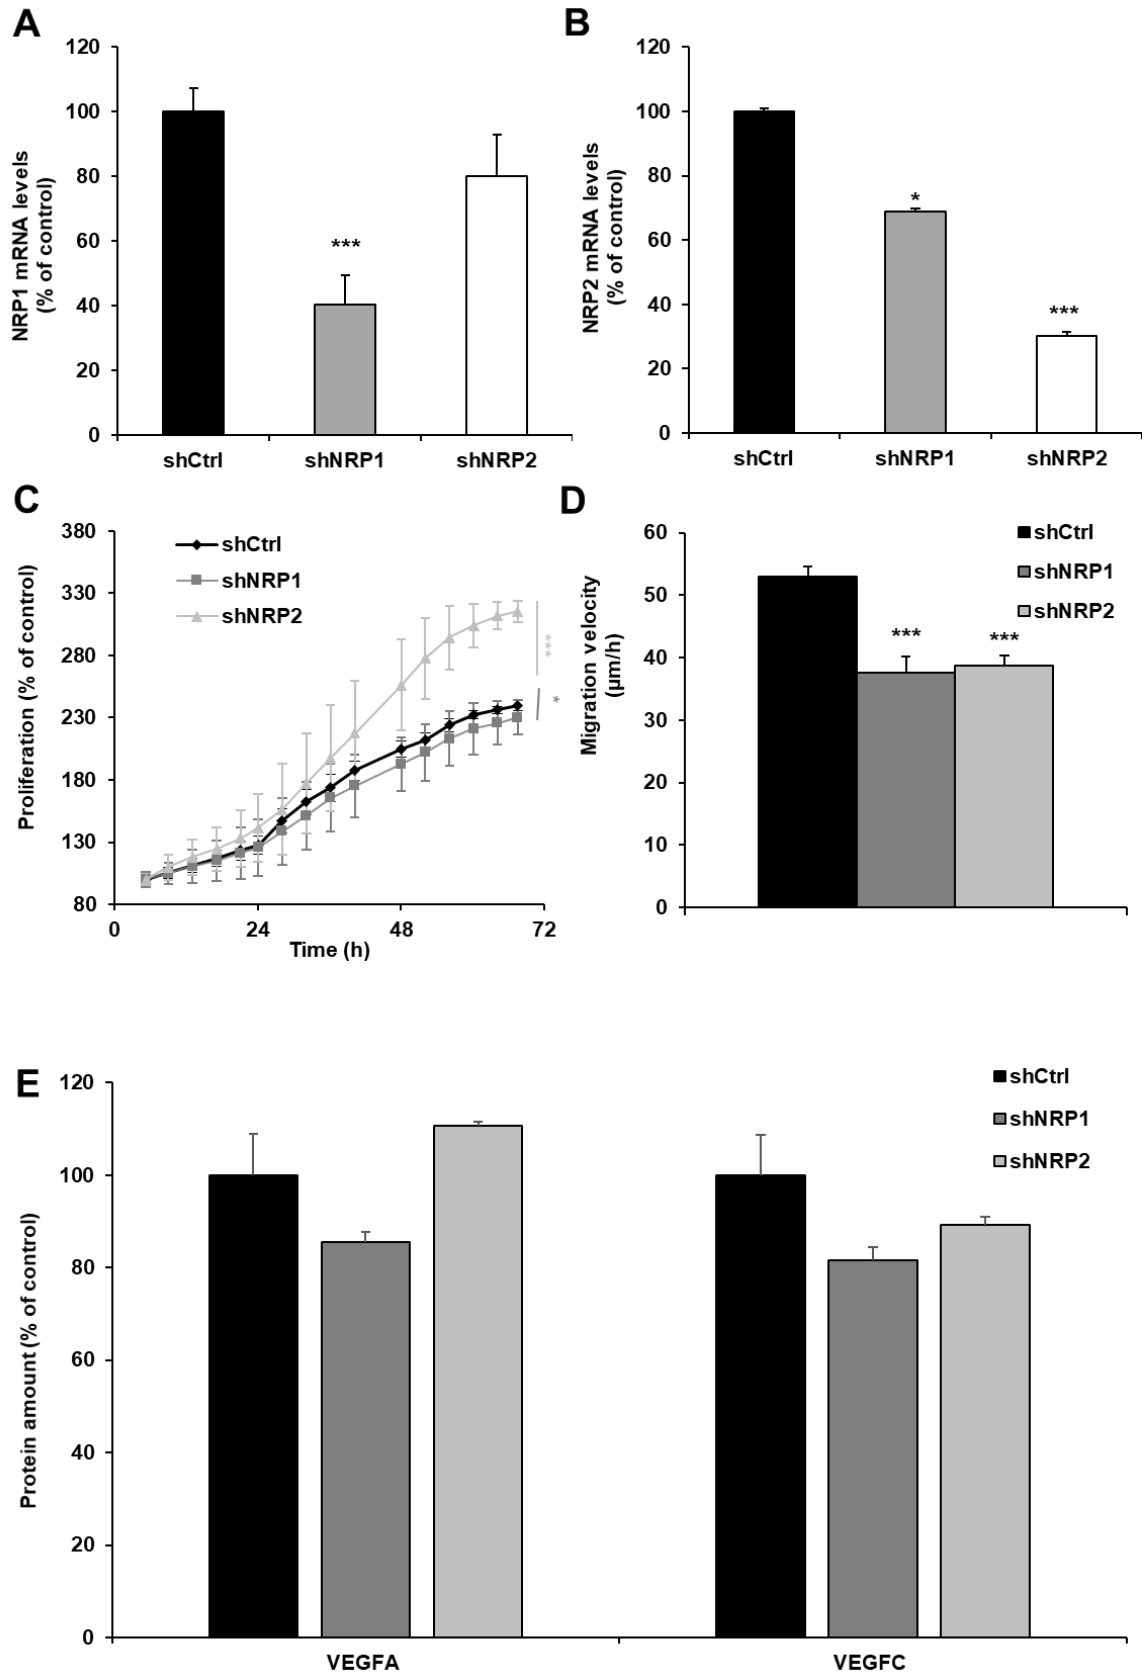 A
NRP1 mRNA levels
(% of control)
120
100
80
60
40
20
0
***
shCtrl
shNRP1
shNRP2
B
NRP2 mRNA levels
(% of control)
120
100
80
60
40
20
0
*
***
shCtrl
shNRP1
shNRP2
C
Proliferation (% of control)
380
330
280
230
180
130
80
shCtrl
shNRP1
shNRP2
***
*
0
24
48
72
Time (h)
D
Migration velocity
(µm/h)
60
50
40
30
20
10
0
shCtrl
shNRP1
shNRP2
***
***
E
Protein amount (% of control)
120
100
80
60
40
20
0
shCtrl
shNRP1
shNRP2
VEGFA
VEGFC